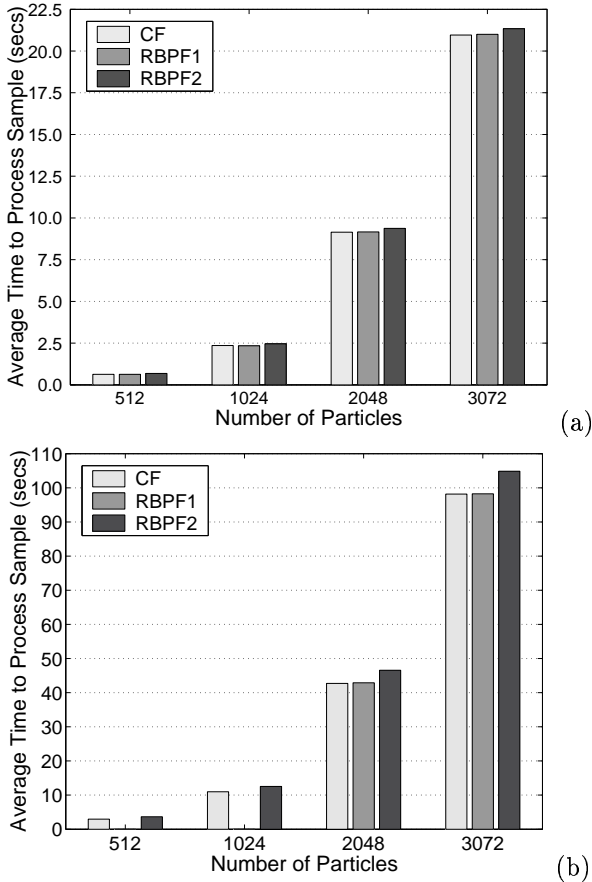 22.5
20.0
17.5
15.0
12.5
10.0
7.5
5.0
2.5
0.0
Average Time to Process Sample (secs)
CF
RBPF1
RBPF2
512 1024 2048 3072
Number of Particles
(a)
110
100
90
80
70
60
50
40
30
20
10
0
Average Time to Process Sample (secs)
CF
RBPF1
RBPF2
512 1024 2048 3072
Number of Particles
(b)